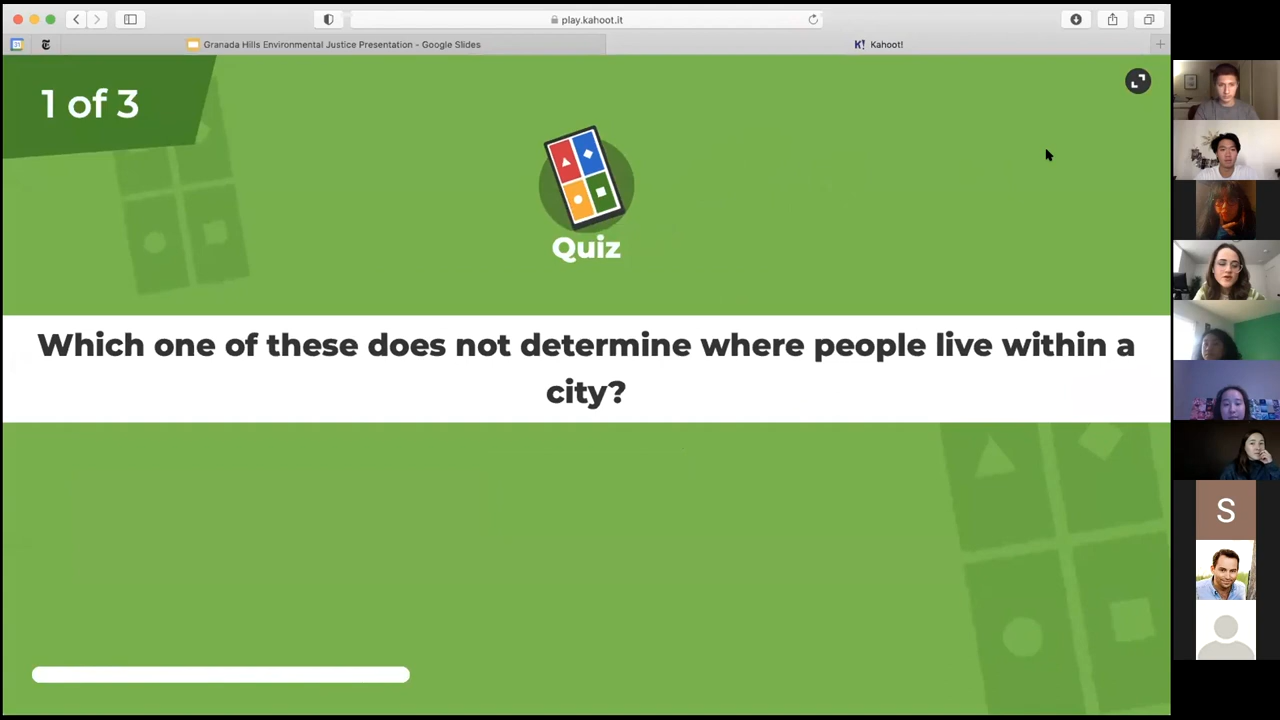 play.kahoot.it
Granada Hills Environmental Justice Presentation - Google Slides
K! Kahoot!
1 of 3
Quiz
Which one of these does not determine where people live within a
city?
S